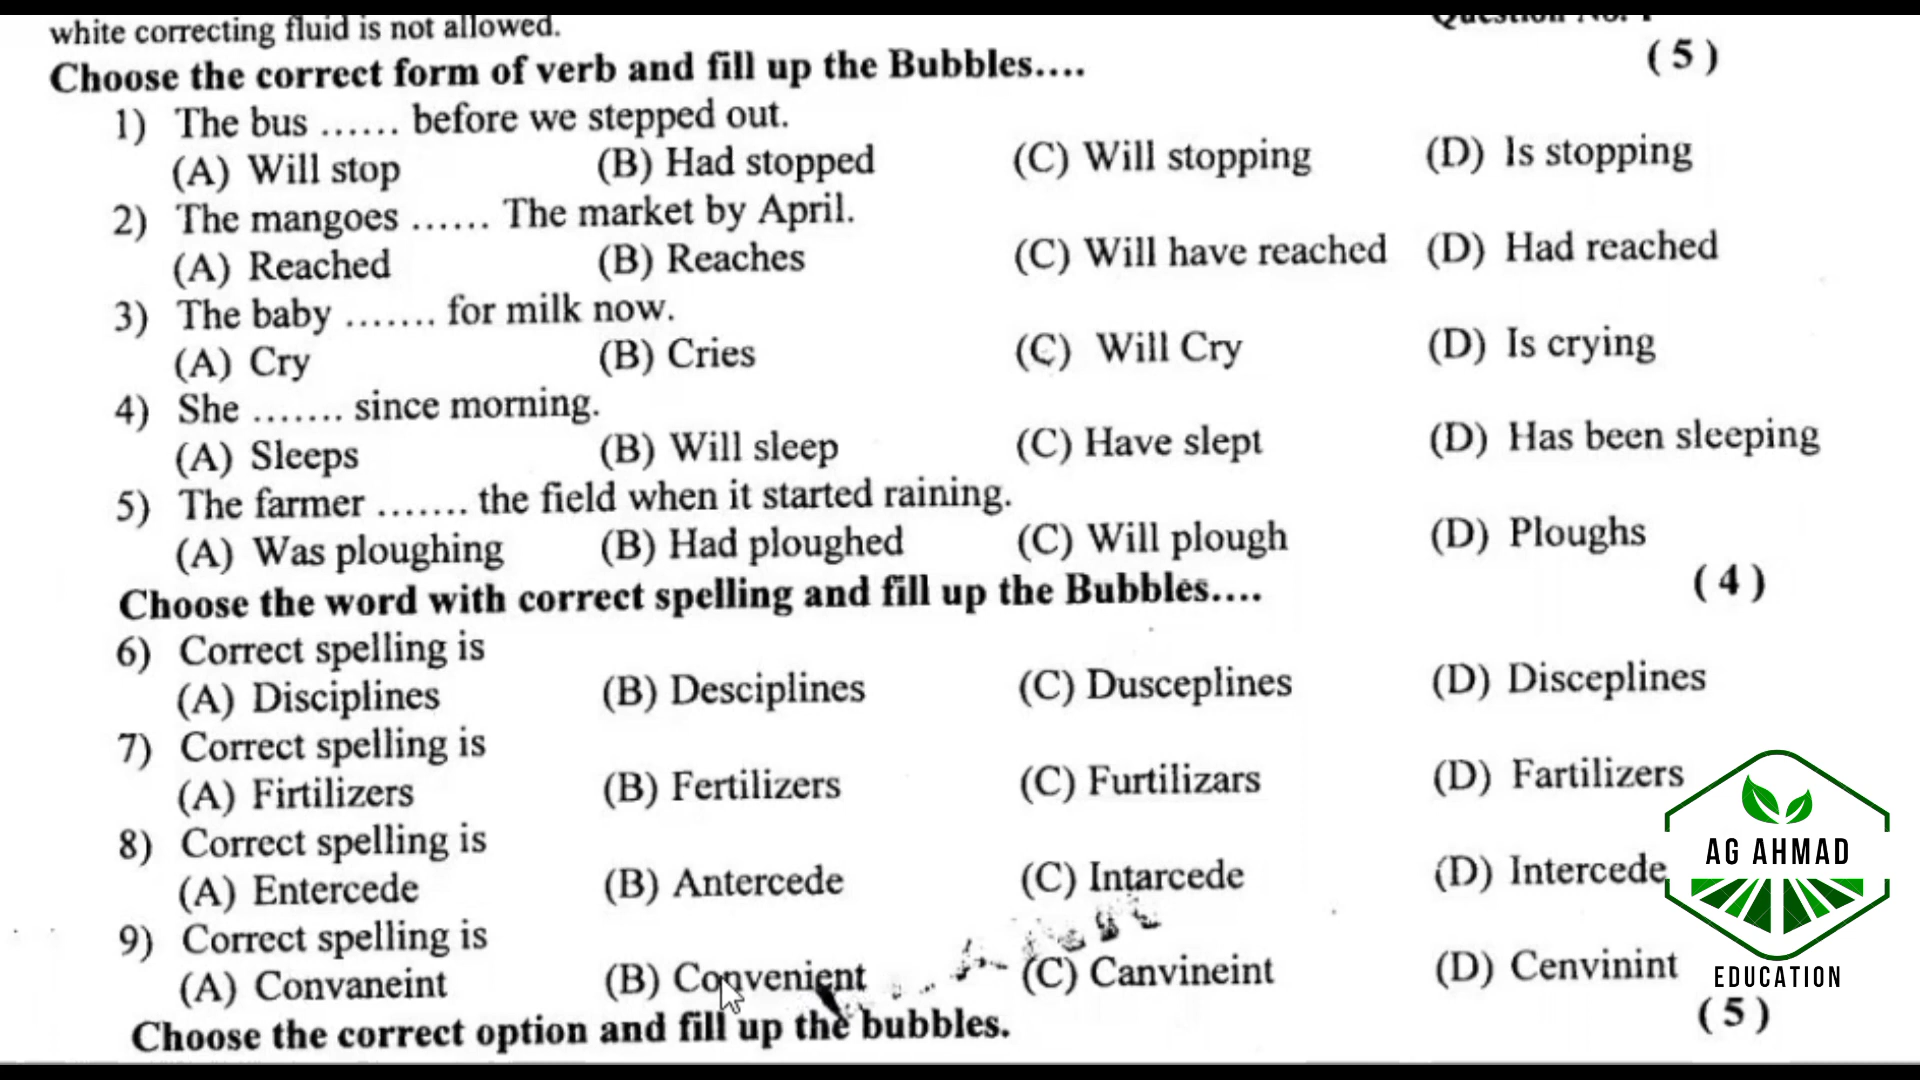 white correcting fluid is not allowed.
Choose the correct form of verb and fill up the Bubbles....
(5)
1) The bus ...... before we stepped out.
(A) Will stop (B) Had stopped (C) Will stopping (D) Is stopping
2) The mangoes ...... The market by April.
(A) Reached (B) Reaches (C) Will have reached (D) Had reached
3) The baby ....... for milk now.
(A) Cry (B) Cries (C) Will Cry (D) Is crying
4) She ....... since morning.
(A) Sleeps (B) Will sleep (C) Have slept (D) Has been sleeping
5) The farmer ....... the field when it started raining.
(A) Was ploughing (B) Had ploughed (C) Will plough (D) Ploughs
Choose the word with correct spelling and fill up the Bubbles.... (4)
6) Correct spelling is
(A) Disciplines (B) Desciplines (C) Dusceplines (D) Disceplines
7) Correct spelling is
(A) Firtilizers (B) Fertilizers (C) Furtilizars (D) Fartilizers
8) Correct spelling is
(A) Entercede (B) Antercede (C) Intarcede (D) Intercede
9) Correct spelling is
(A) Convaneint (B) Convenient (C) Canvineint (D) Cenvinint
Choose the correct option and fill up the bubbles. (5)
AG AHMAD
EDUCATION